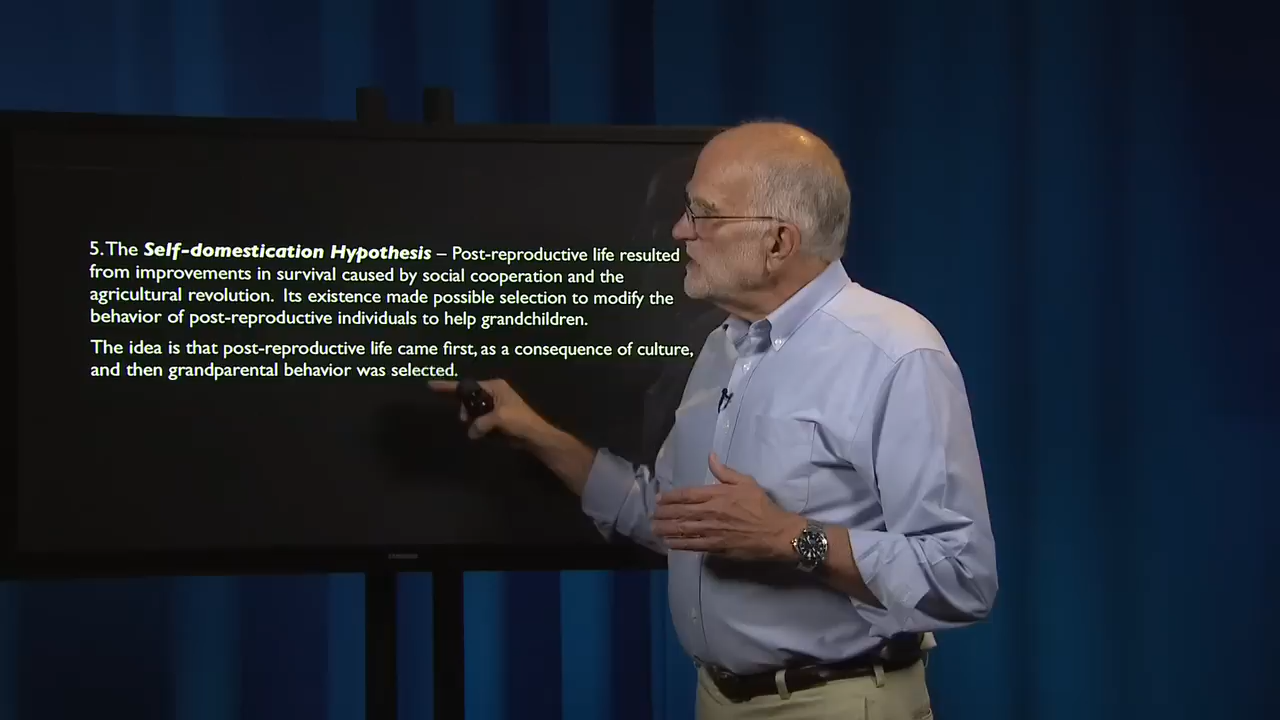 5. The Self-domestication Hypothesis – Post-reproductive life resulted
from improvements in survival caused by social cooperation and the
agricultural revolution. Its existence made possible selection to modify the
behavior of post-reproductive individuals to help grandchildren.
The idea is that post-reproductive life came first, as a consequence of culture,
and then grandparental behavior was selected.